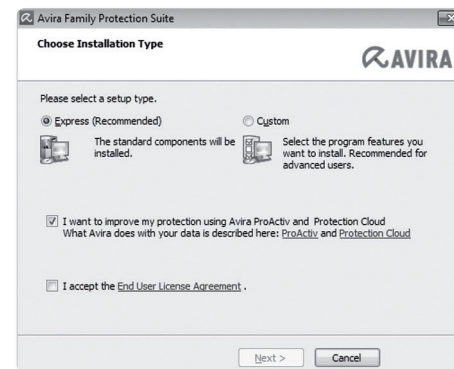 Avira Family Protection Suite
Choose Installation Type
AVIRA
Please select a setup type.
Express (Recommended)
Custom
The standard components will be
installed.
Select the program features you
want to install. Recommended for
advanced users.
I want to improve my protection using Avira ProActiv and Protection Cloud
What Avira does with your data is described here: ProActiv and Protection Cloud
I accept the End User License Agreement .
Next >
Cancel